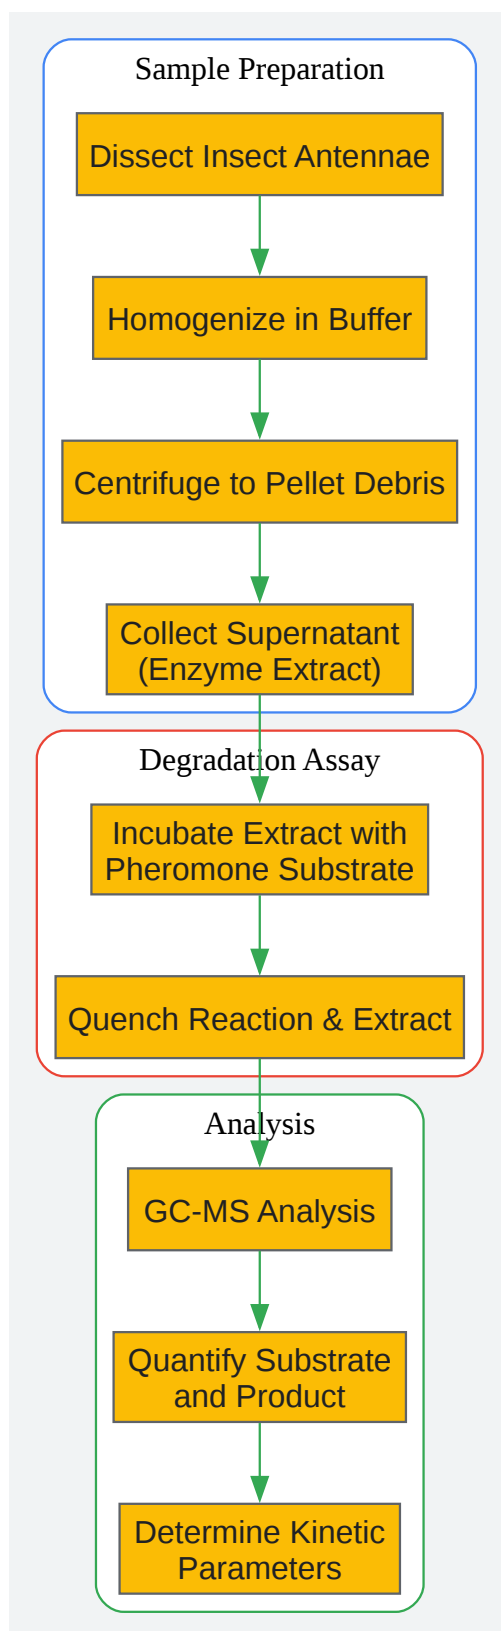 Sample Preparation
Dissect Insect Antennae
Homogenize in Buffer
Centrifuge to Pellet Debris
Collect Supernatant
(Enzyme Extract)
Degradation Assay
Incubate Extract with
Pheromone Substrate
Quench Reaction & Extract
Analysis
GC-MS Analysis
Quantify Substrate
and Product
Determine Kinetic
Parameters